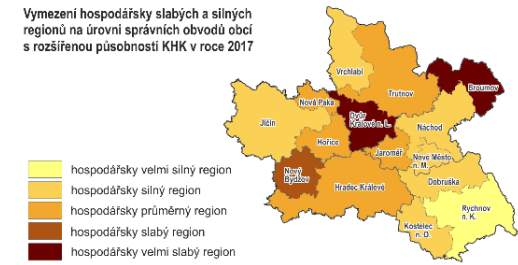 Vymezení hospodářsky slabých a silných
regionů na úrovni správních obvodů obcí
s rozšířenou působností KHK v roce 2017
Vrchlabí
Trutnov
Broumov
Nová Paka
Dvůr
Králové n. L.
Jičín
Náchod
Hořice
Jaroměř
Nové Město
n. M.
Nový
Bydžov
Hradec Králové
Dobruška
Rychnov
n. K.
Kostelec
n. O.
hospodářsky velmi silný region
hospodářsky silný region
hospodářsky průměrný region
hospodářsky slabý region
hospodářsky velmi slabý region